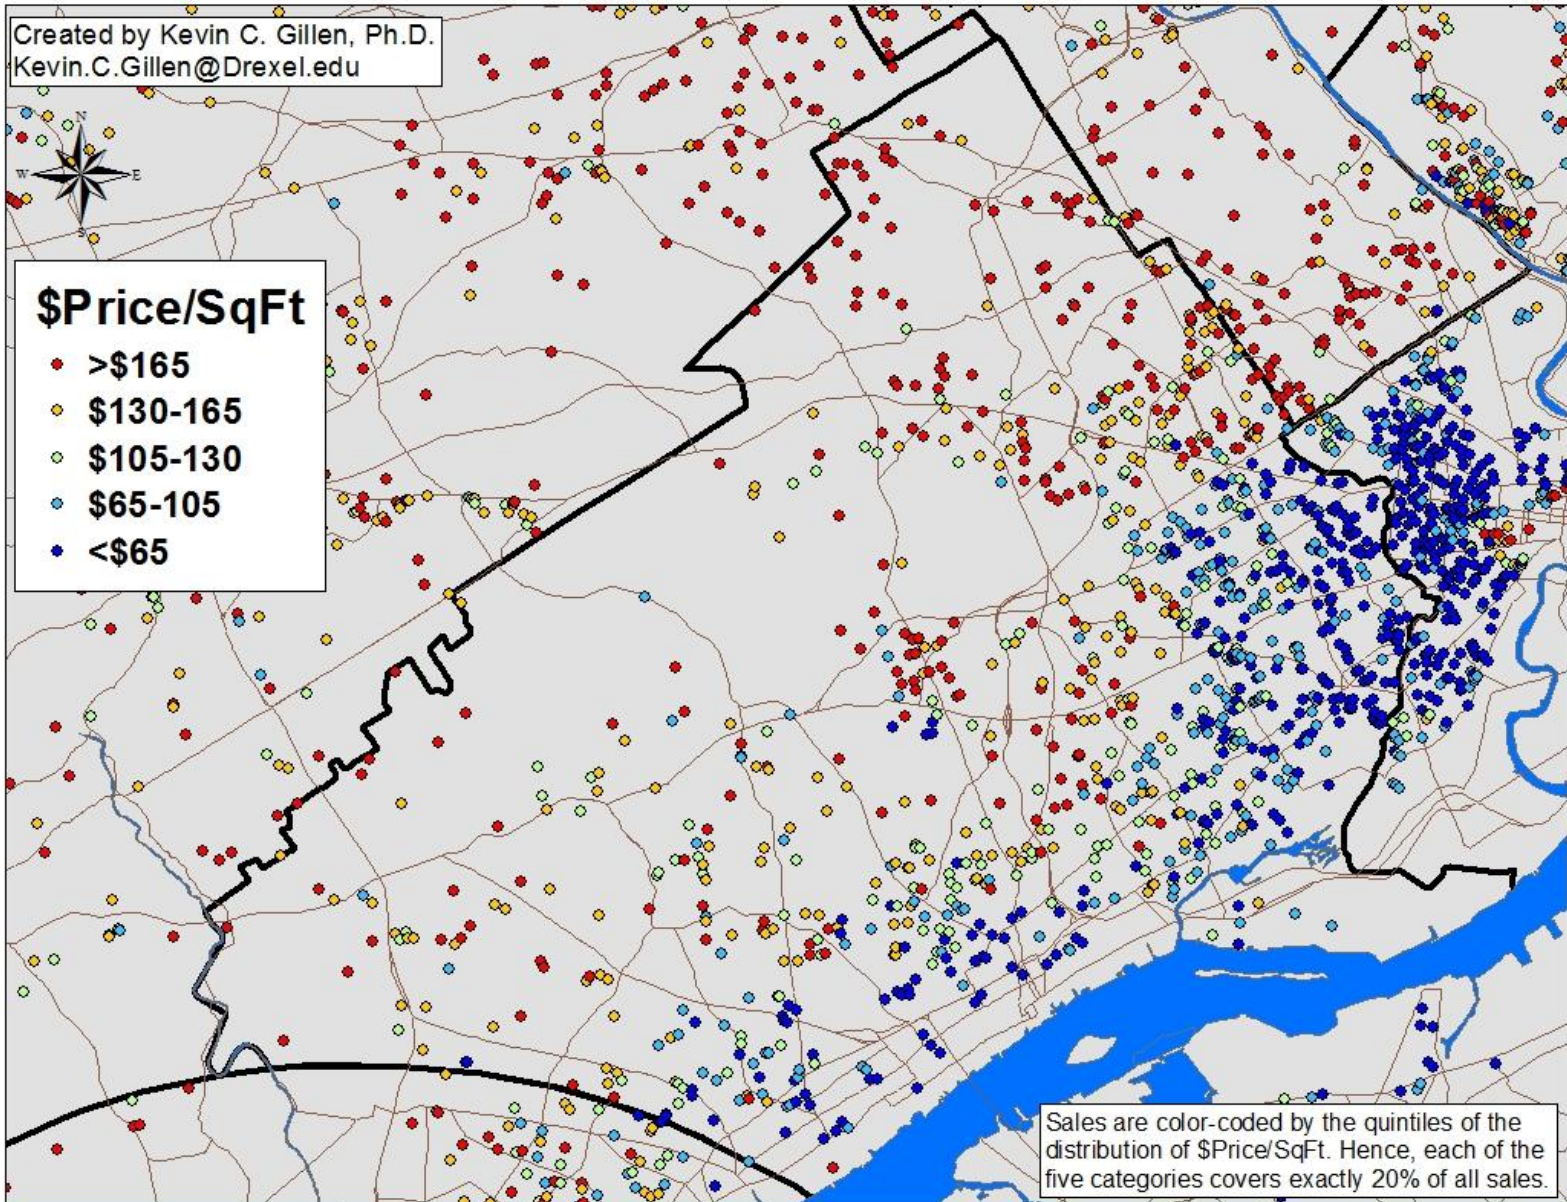 Created by Kevin C. Gillen, Ph.D.
Kevin.C.Gillen@Drexel.edu
N
W
E
S
$Price/SqFt
>$165
$130-165
$105-130
$65-105
<$65
Sales are color-coded by the quintiles of the
distribution of $Price/SqFt. Hence, each of the
five categories covers exactly 20% of all sales.